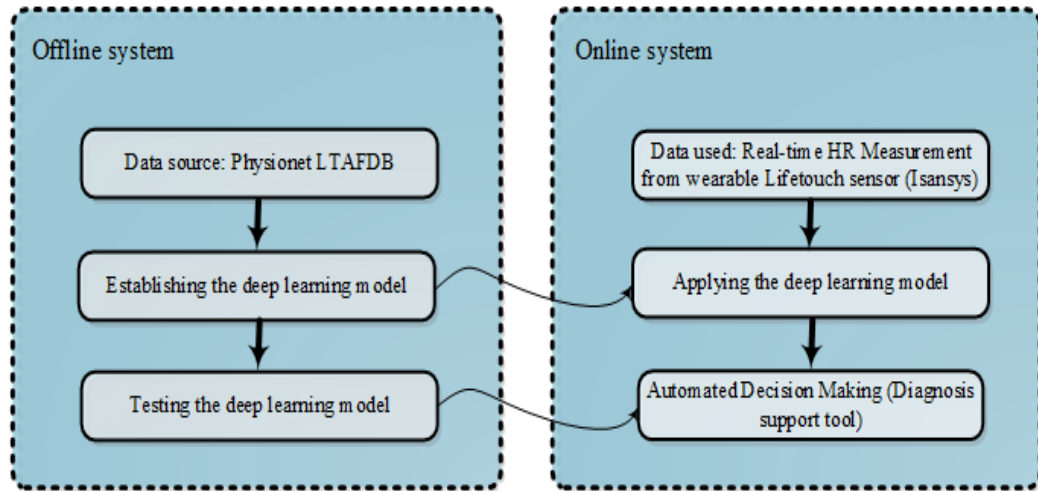 Offline system
Data source: Physionet LTAFDB
Establishing the deep learning model
Testing the deep learning model
Online system
Data used: Real-time HR Measurement
from wearable Lifetouch sensor (Isansys)
Applying the deep learning model
Automated Decision Making (Diagnosis
support tool)